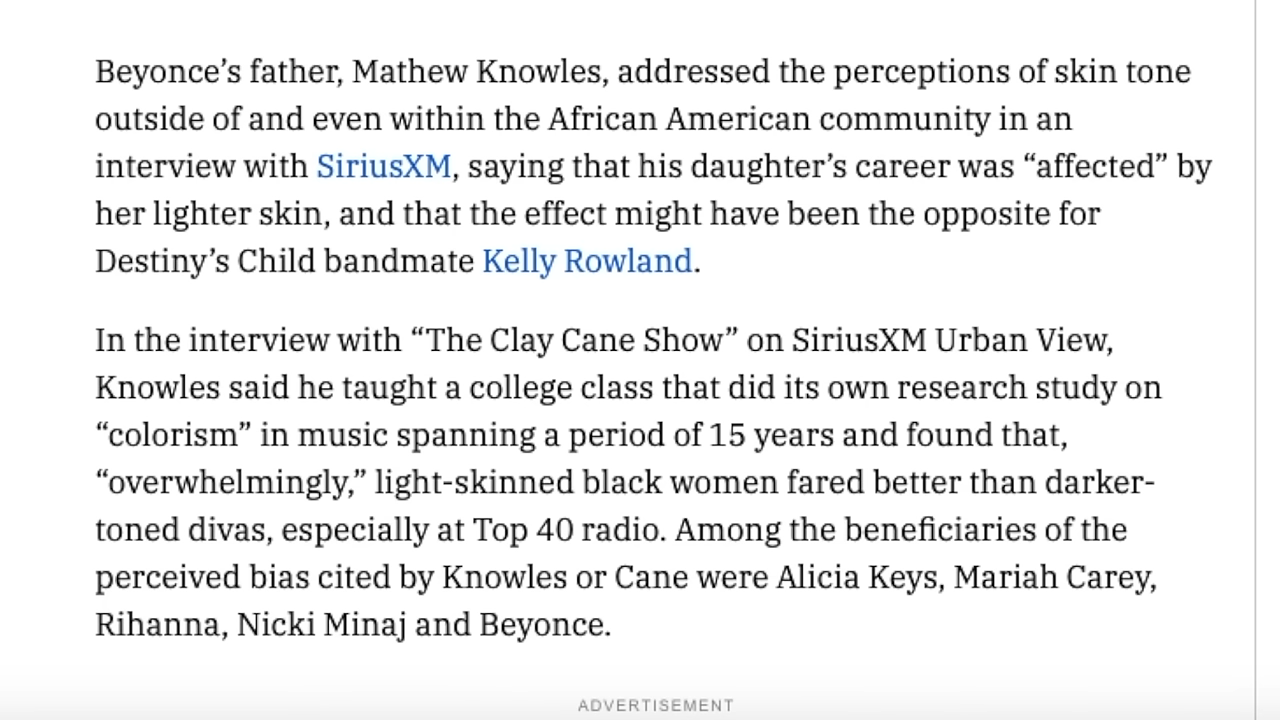 Beyonce’s father, Mathew Knowles, addressed the perceptions of skin tone
outside of and even within the African American community in an
interview with SiriusXM, saying that his daughter’s career was “affected” by
her lighter skin, and that the effect might have been the opposite for
Destiny’s Child bandmate Kelly Rowland.
In the interview with “The Clay Cane Show” on SiriusXM Urban View,
Knowles said he taught a college class that did its own research study on
“colorism” in music spanning a period of 15 years and found that,
“overwhelmingly,” light-skinned black women fared better than darker-
toned divas, especially at Top 40 radio. Among the beneficiaries of the
perceived bias cited by Knowles or Cane were Alicia Keys, Mariah Carey,
Rihanna, Nicki Minaj and Beyonce.
ADVERTISEMENT